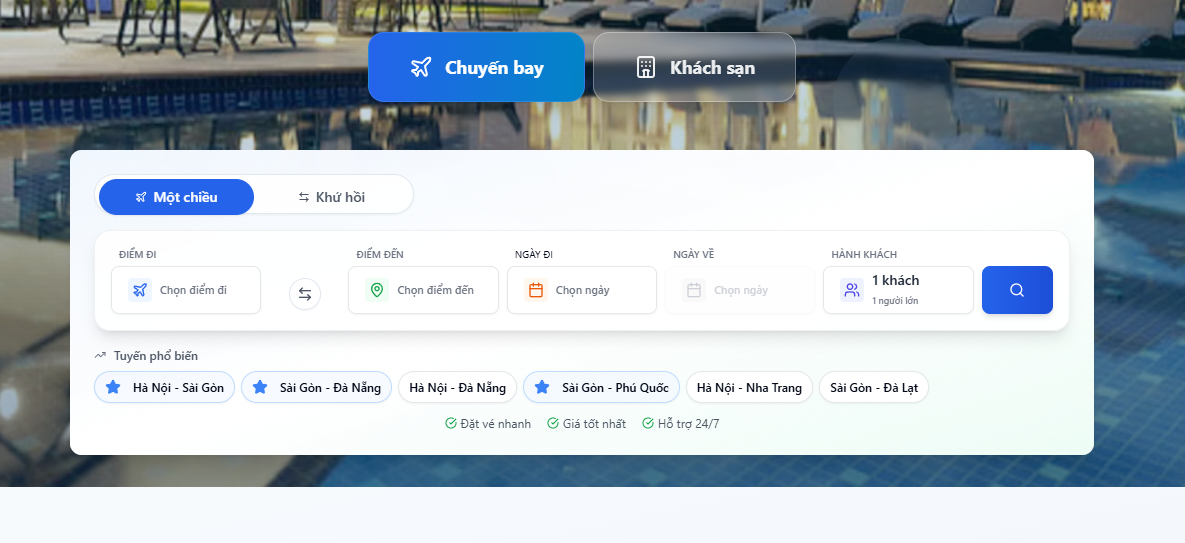 Chuyến bay
Khách sạn
Một chiều
Khứ hồi
ĐIỂM ĐI
ĐIỂM ĐẾN
NGÀY ĐI
NGÀY VỀ
HÀNH KHÁCH
Chọn điểm đi
Chọn điểm đến
Chọn ngày
Chọn ngày
1 khách
1 người lớn
Tuyến phổ biến
Hà Nội - Sài Gòn
Sài Gòn - Đà Nẵng
Hà Nội - Đà Nẵng
Sài Gòn - Phú Quốc
Hà Nội - Nha Trang
Sài Gòn - Đà Lạt
Đặt vé nhanh
Giá tốt nhất
Hỗ trợ 24/7